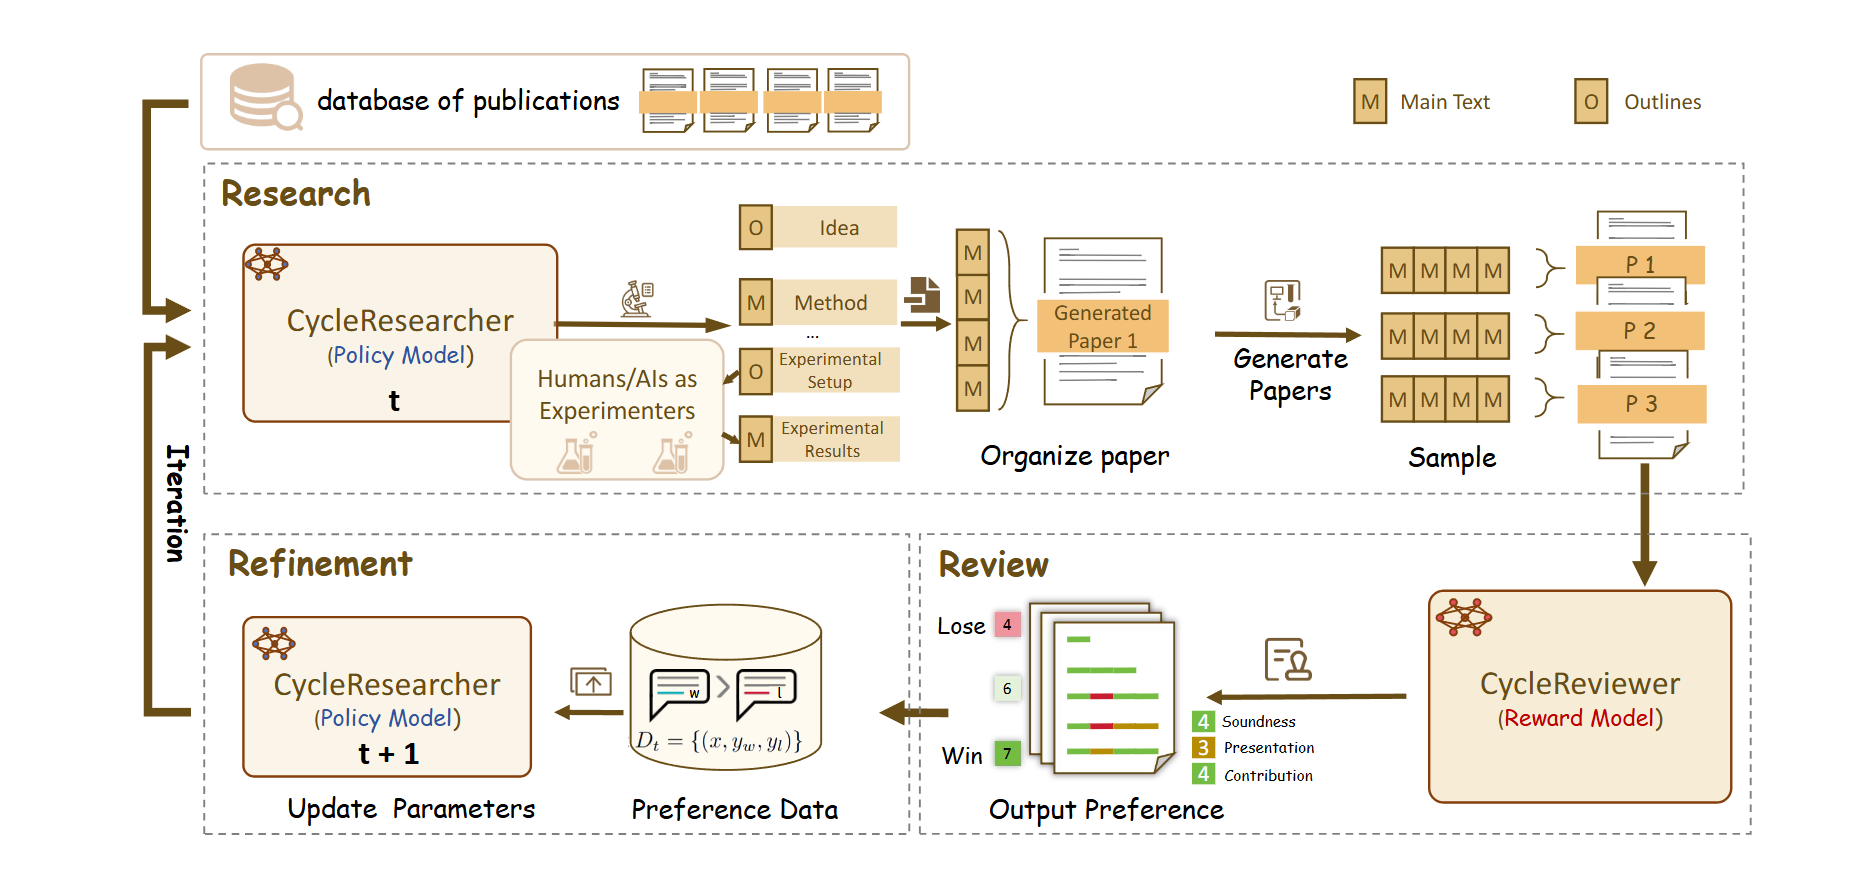 database of publications
M Main Text
O Outlines
Research
CycleResearcher
(Policy Model)
t
Humans/AIs as
Experimenters
O Idea
M Method
...
O Experimental
Setup
M Experimental
Results
M
M
M
M
Generated
Paper 1
Organize paper
Generate
Papers
M M M M
M M M M
M M M M
Sample
P 1
P 2
P 3
Iteration
Refinement
CycleResearcher
(Policy Model)
t + 1
Update Parameters
w > l
D_t = {(x, y_w, y_l)}
Preference Data
Review
Lose 4
6
Win 7
Output Preference
4 Soundness
3 Presentation
4 Contribution
CycleReviewer
(Reward Model)